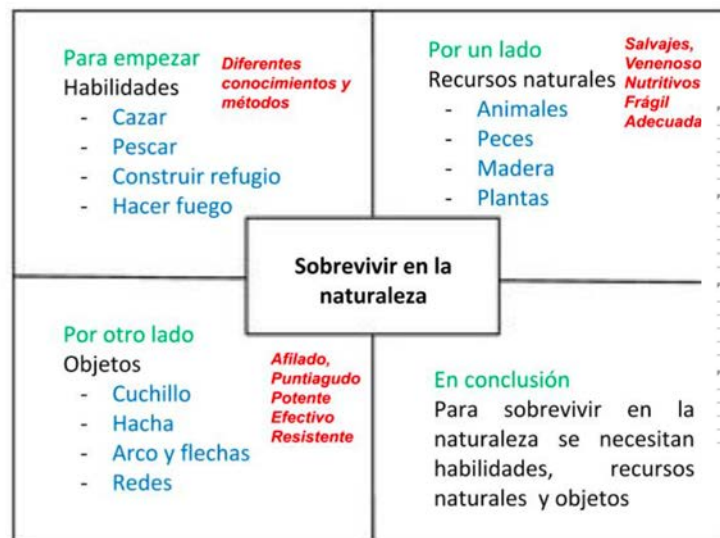 Para empezar
Habilidades
- Cazar
- Pescar
- Construir refugio
- Hacer fuego
Diferentes
conocimientos y
métodos
Por un lado
Recursos naturales
- Animales
- Peces
- Madera
- Plantas
Salvajes,
Venenoso
Nutritivos
Frágil
Adecuada
Sobrevivir en la
naturaleza
Por otro lado
Objetos
- Cuchillo
- Hacha
- Arco y flechas
- Redes
Afilado,
Puntiagudo
Potente
Efectivo
Resistente
En conclusión
Para sobrevivir en la
naturaleza se necesitan
habilidades, recursos
naturales y objetos